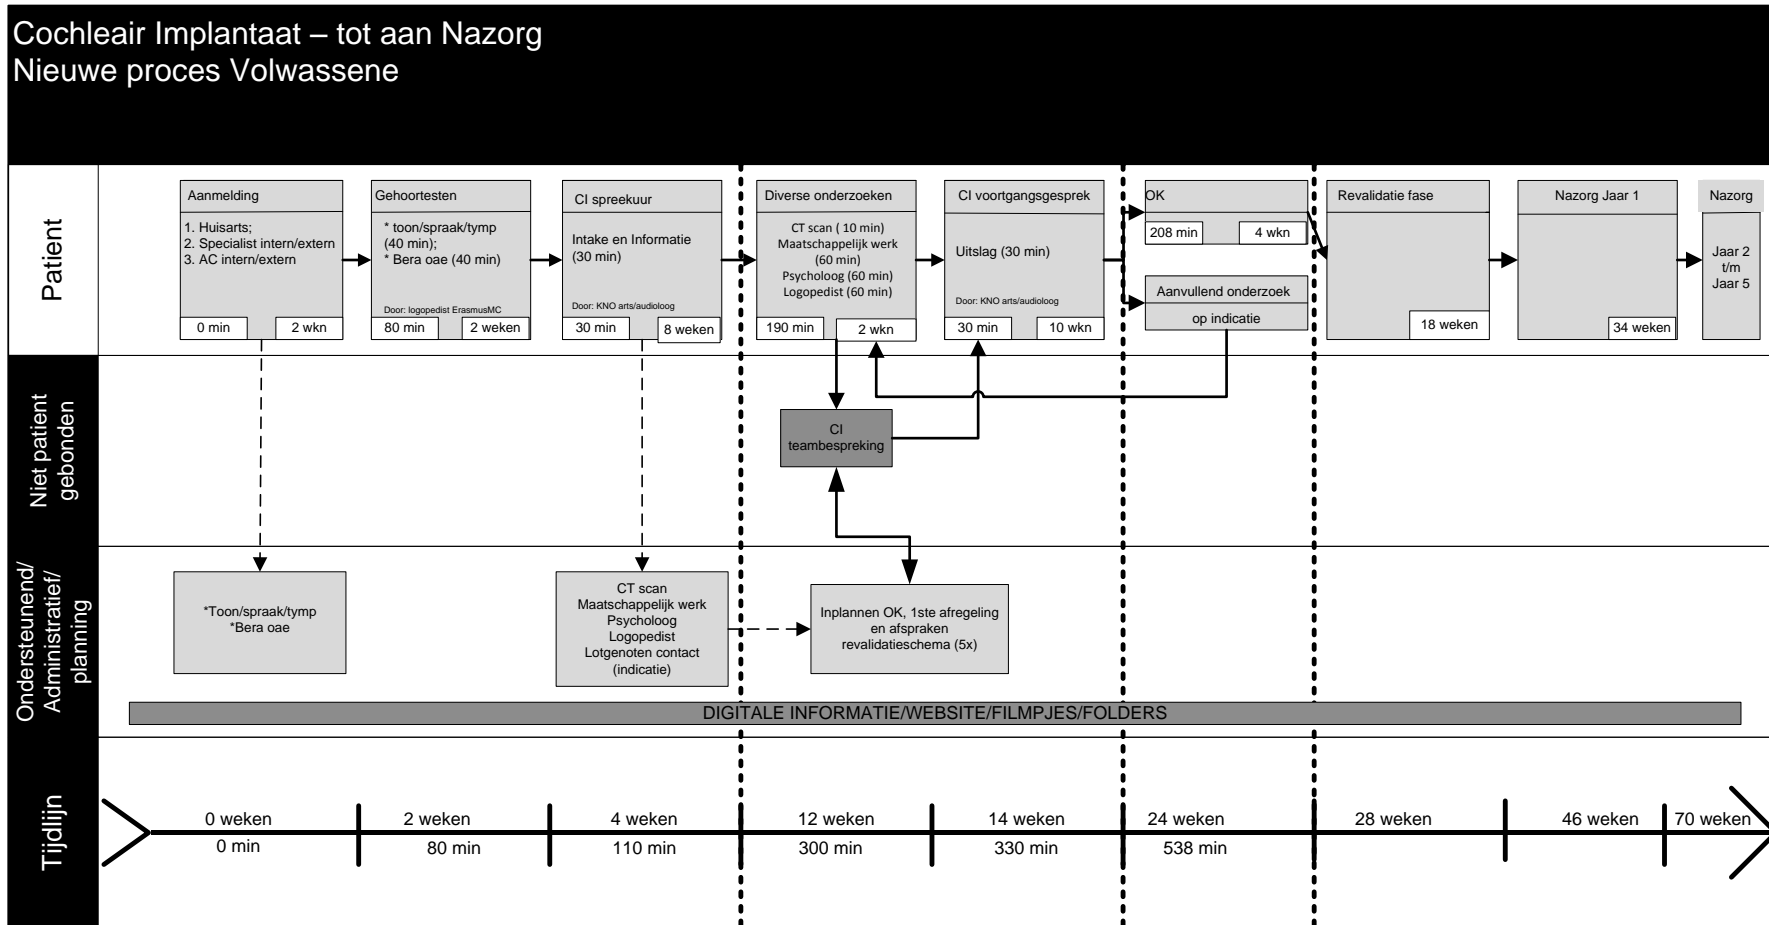 Cochleair Implantaat – tot aan Nazorg
Nieuwe proces Volwassene
Patient
Aanmelding
1. Huisarts;
2. Specialist intern/extern
3. AC intern/extern
0 min
2 wkn
Gehoortesten
* toon/spraak/tymp
(40 min);
* Bera oae (40 min)
Door: logopedist ErasmusMC
80 min
2 weken
CI spreekuur
Intake en Informatie
(30 min)
Door: KNO arts/audioloog
30 min
8 weken
Diverse onderzoeken
CT scan ( 10 min)
Maatschappelijk werk
(60 min)
Psycholoog (60 min)
Logopedist (60 min)
190 min
2 wkn
CI voortgangsgesprek
Uitslag (30 min)
Door: KNO arts/audioloog
30 min
10 wkn
OK
208 min
4 wkn
Aanvullend onderzoek
op indicatie
Revalidatie fase
18 weken
Nazorg Jaar 1
34 weken
Nazorg
Jaar 2
t/m
Jaar 5
Niet patient
gebonden
CI
teambespreking
Ondersteunend/
Administratief/
planning
*Toon/spraak/tymp
*Bera oae
CT scan
Maatschappelijk werk
Psycholoog
Logopedist
Lotgenoten contact
(indicatie)
Inplannen OK, 1ste afregeling
en afspraken
revalidatieschema (5x)
DIGITALE INFORMATIE/WEBSITE/FILMPJES/FOLDERS
Tijdlijn
0 weken
0 min
2 weken
80 min
4 weken
110 min
12 weken
300 min
14 weken
330 min
24 weken
538 min
28 weken
46 weken
70 weken